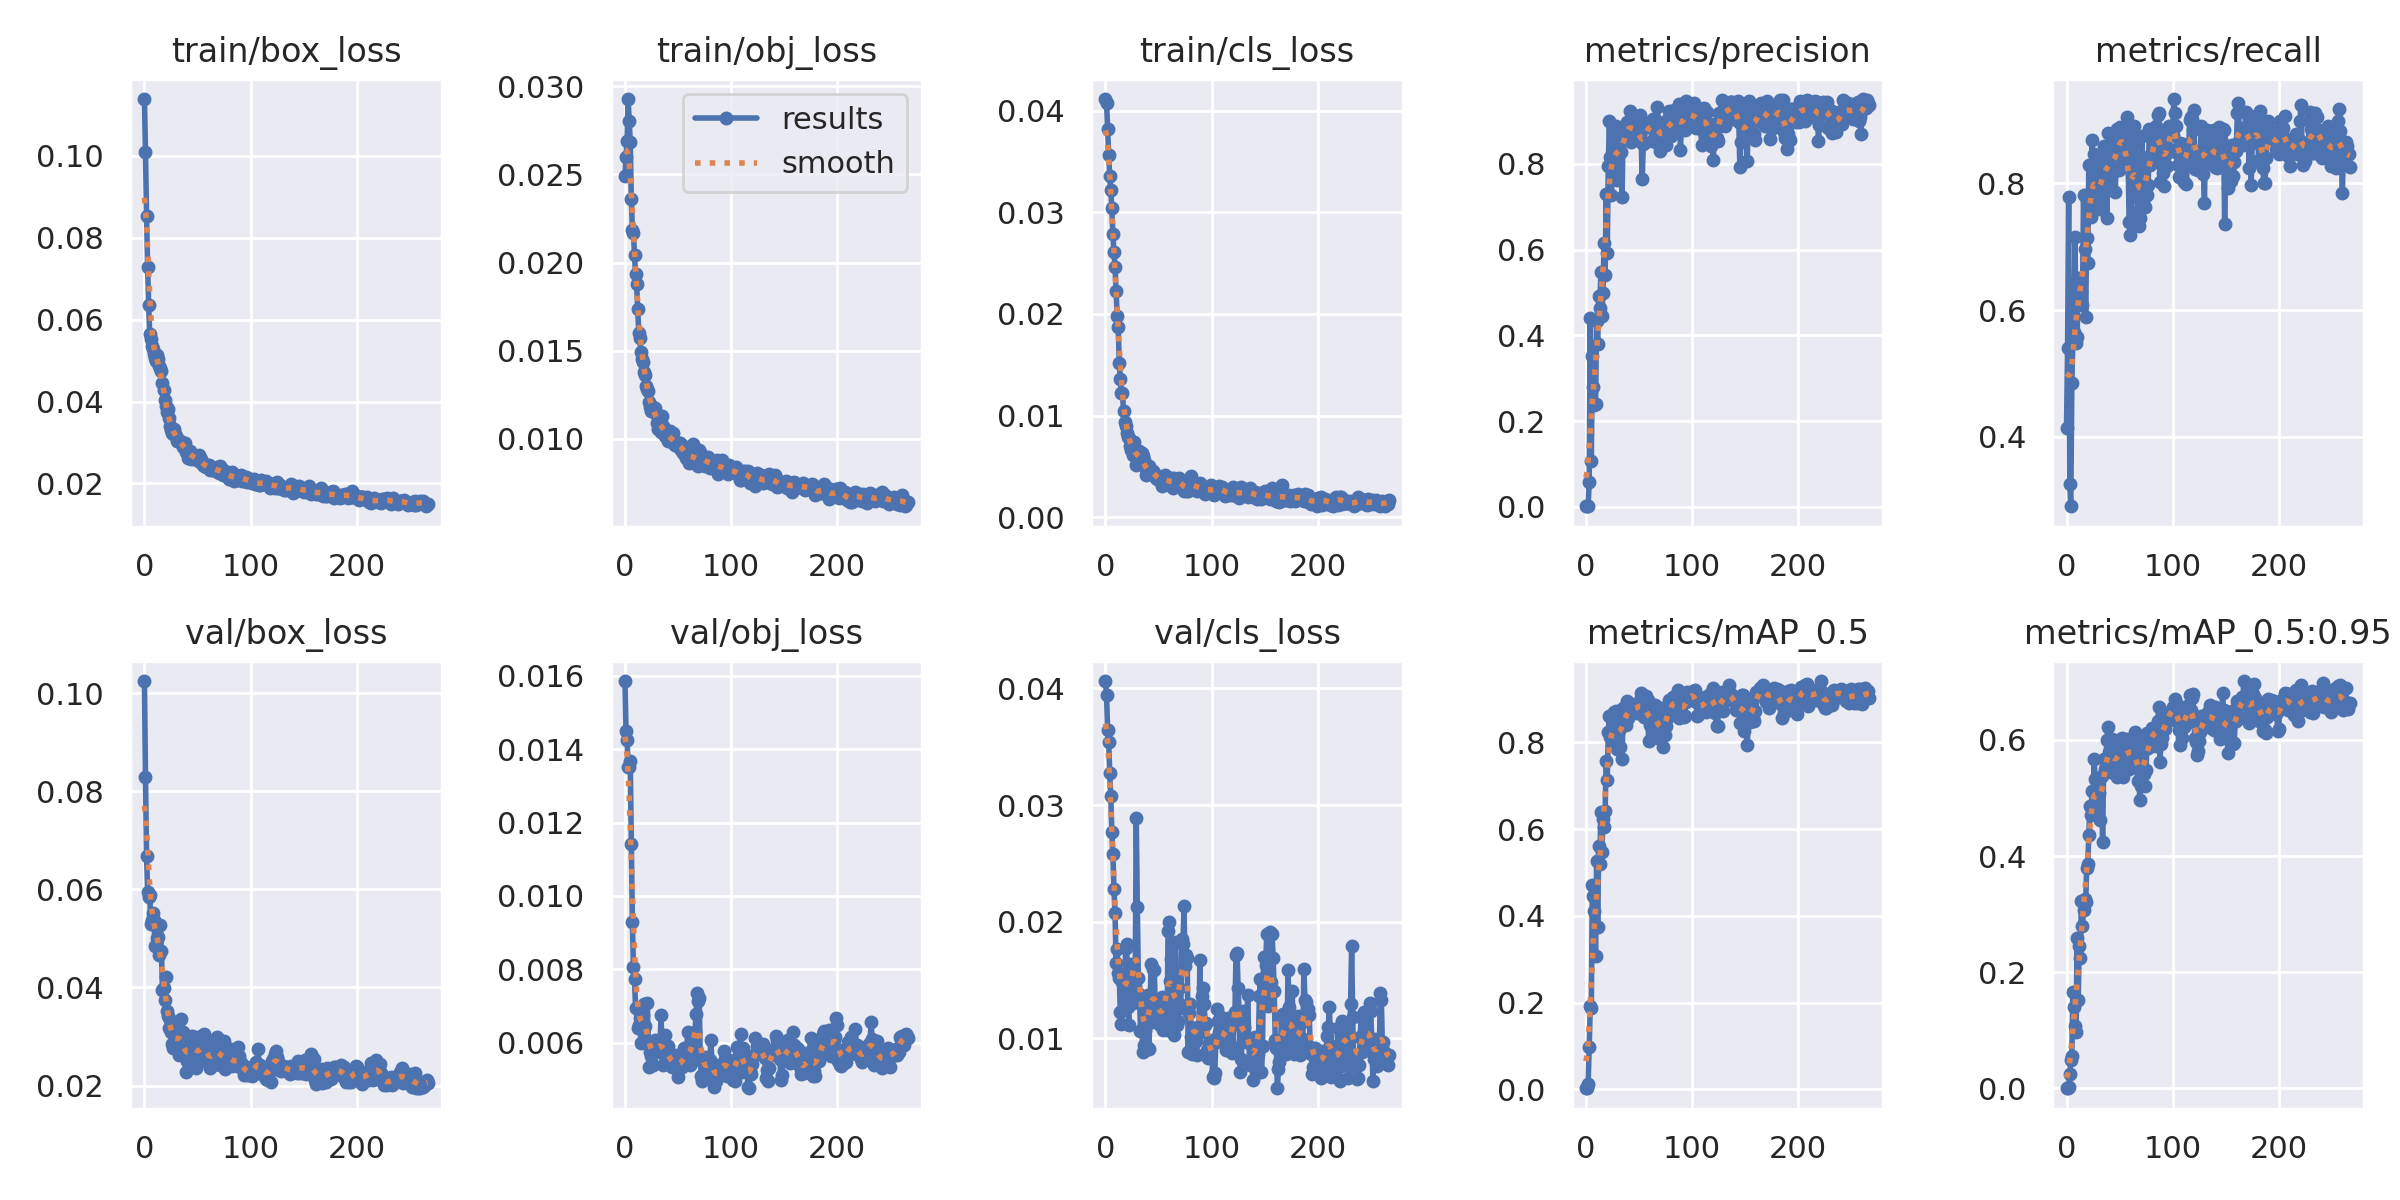 train/box_loss
0.10
0.08
0.06
0.04
0.02
0 100 200
train/obj_loss
0.030
0.025
0.020
0.015
0.010
0 100 200
results
smooth
train/cls_loss
0.04
0.03
0.02
0.01
0.00
0 100 200
metrics/precision
0.8
0.6
0.4
0.2
0.0
0 100 200
metrics/recall
0.8
0.6
0.4
0 100 200
val/box_loss
0.10
0.08
0.06
0.04
0.02
0 100 200
val/obj_loss
0.016
0.014
0.012
0.010
0.008
0.006
0 100 200
val/cls_loss
0.04
0.03
0.02
0.01
0 100 200
metrics/mAP_0.5
0.8
0.6
0.4
0.2
0.0
0 100 200
metrics/mAP_0.5:0.95
0.6
0.4
0.2
0.0
0 100 200